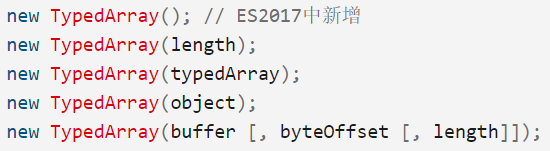 new TypedArray(); // ES2017中新增
new TypedArray(length);
new TypedArray(typedArray);
new TypedArray(object);
new TypedArray(buffer [, byteOffset [, length]]);